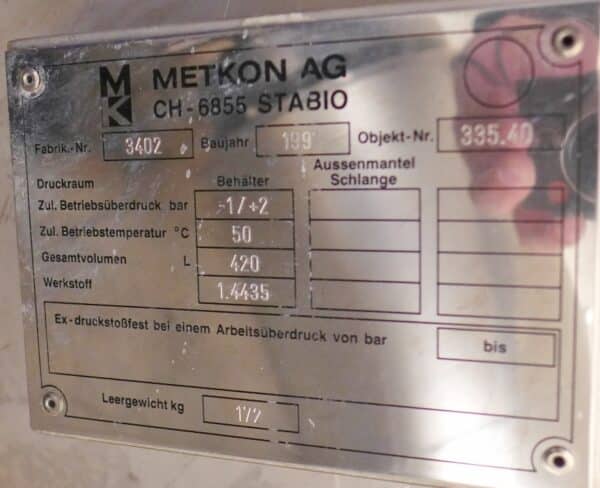 MK METKON AG
CH-6855 STABIO
Fabrik.-Nr. 3402 Baujahr Objekt-Nr. 335.40
Aussenmantel
Druckraum Behälter Schlange
Zul. Betriebsüberdruck bar -1/+2
Zul. Betriebstemperatur °C 50
Gesamtvolumen L 420
Werkstoff 1.4435
Ex-druckstoßfest bei einem Arbeitsüberdruck von bar bis
Leergewicht kg 172